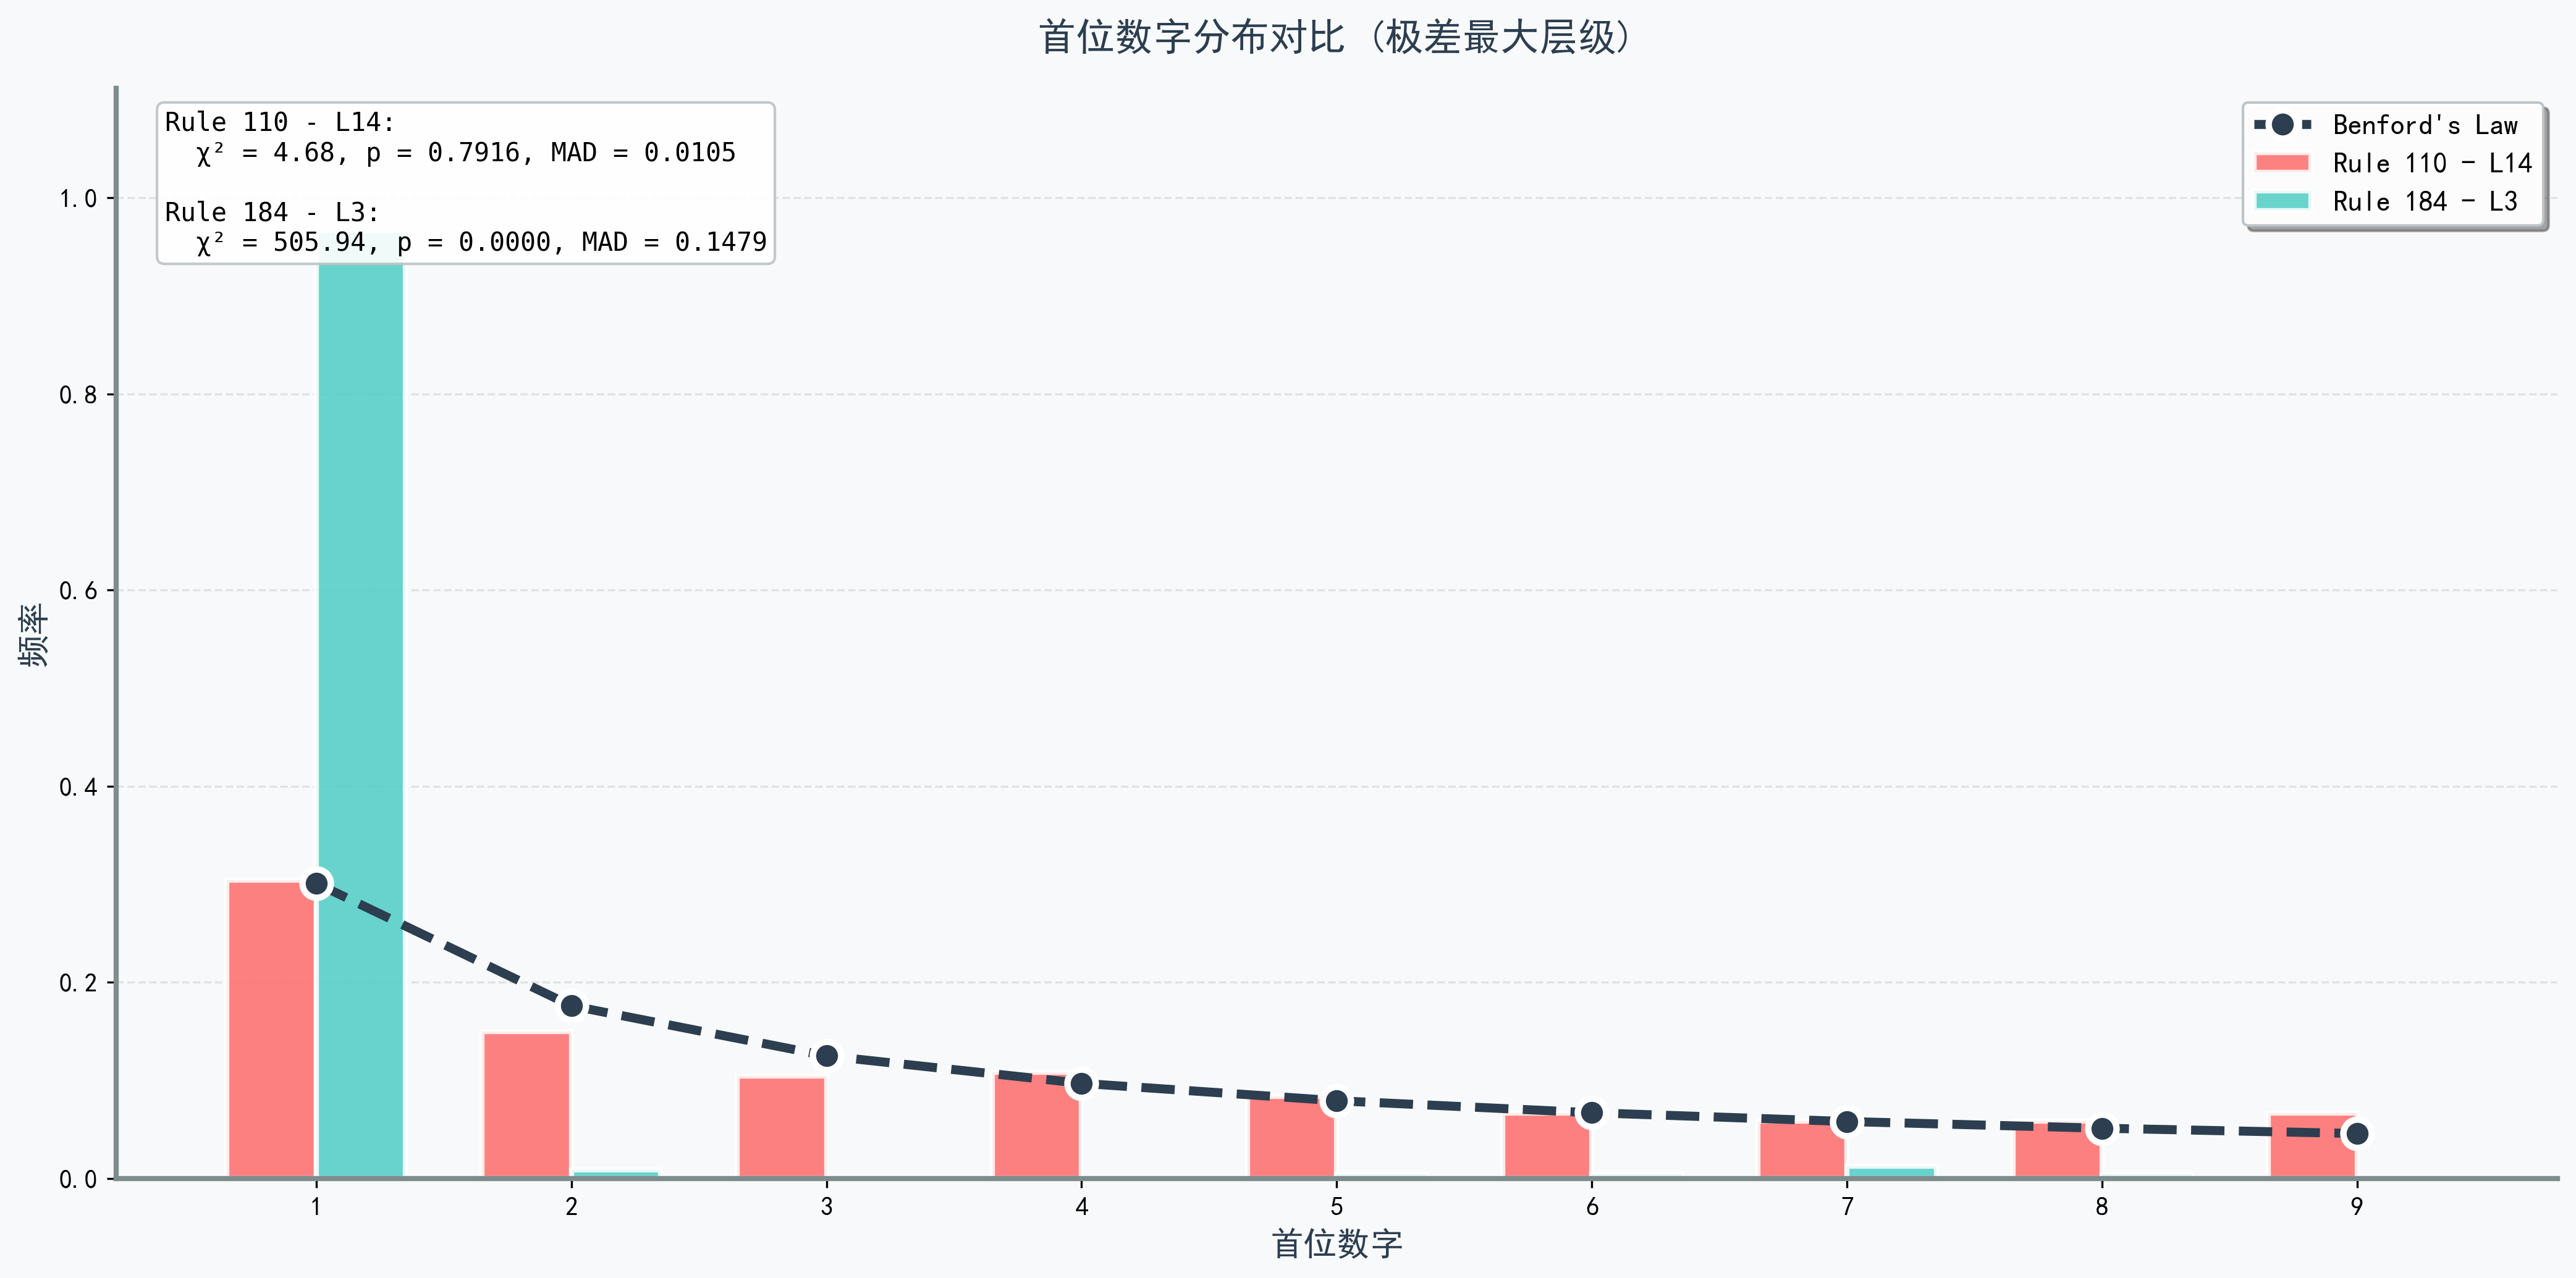 首位数字分布对比 (极差最大层级)
Rule 110 - L14:
χ² = 4.68, p = 0.7916, MAD = 0.0105
Rule 184 - L3:
χ² = 505.94, p = 0.0000, MAD = 0.1479
Benford's Law
Rule 110 - L14
Rule 184 - L3
频率
1.0
0.8
0.6
0.4
0.2
0.0
1 2 3 4 5 6 7 8 9
首位数字